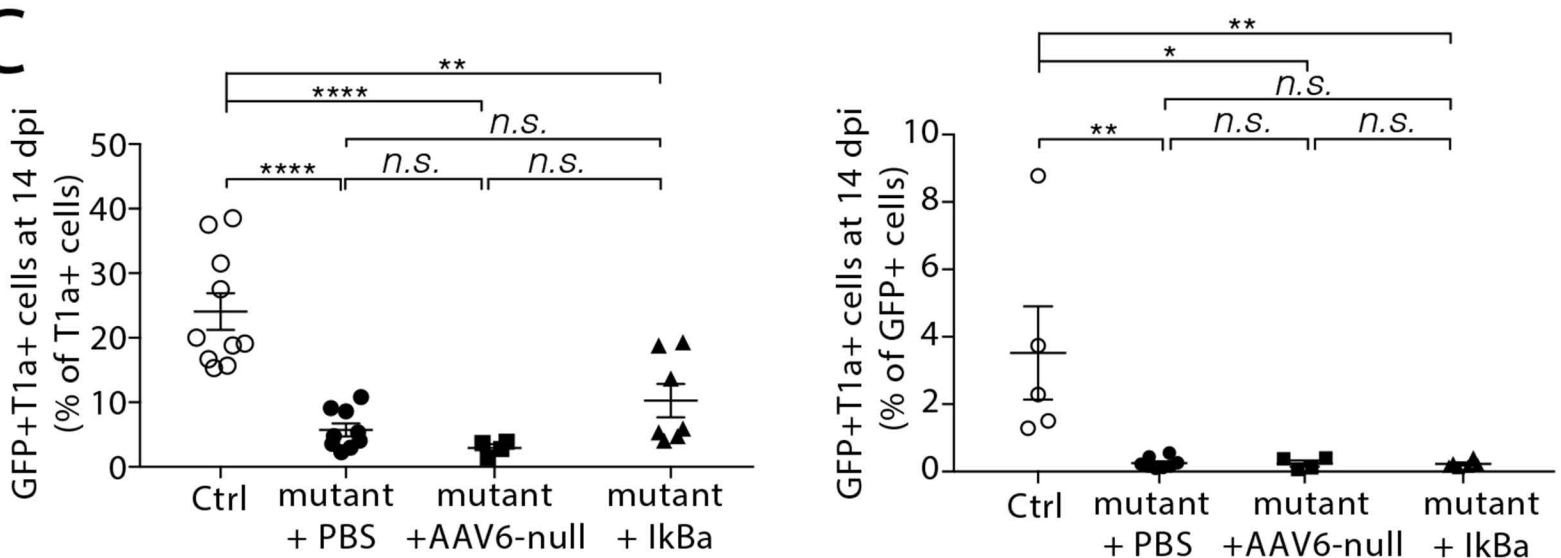 C
GFP+T1a+ cells at 14 dpi
(% of T1a+ cells)
**
****
n.s.
****
n.s.
n.s.
50
40
30
20
10
0
Ctrl
mutant
+ PBS
mutant
+AAV6-null
mutant
+ IkBa
GFP+T1a+ cells at 14 dpi
(% of GFP+ cells)
**
*
n.s.
**
n.s.
n.s.
10
8
6
4
2
0
Ctrl
mutant
+ PBS
mutant
+AAV6-null
mutant
+ IkBa